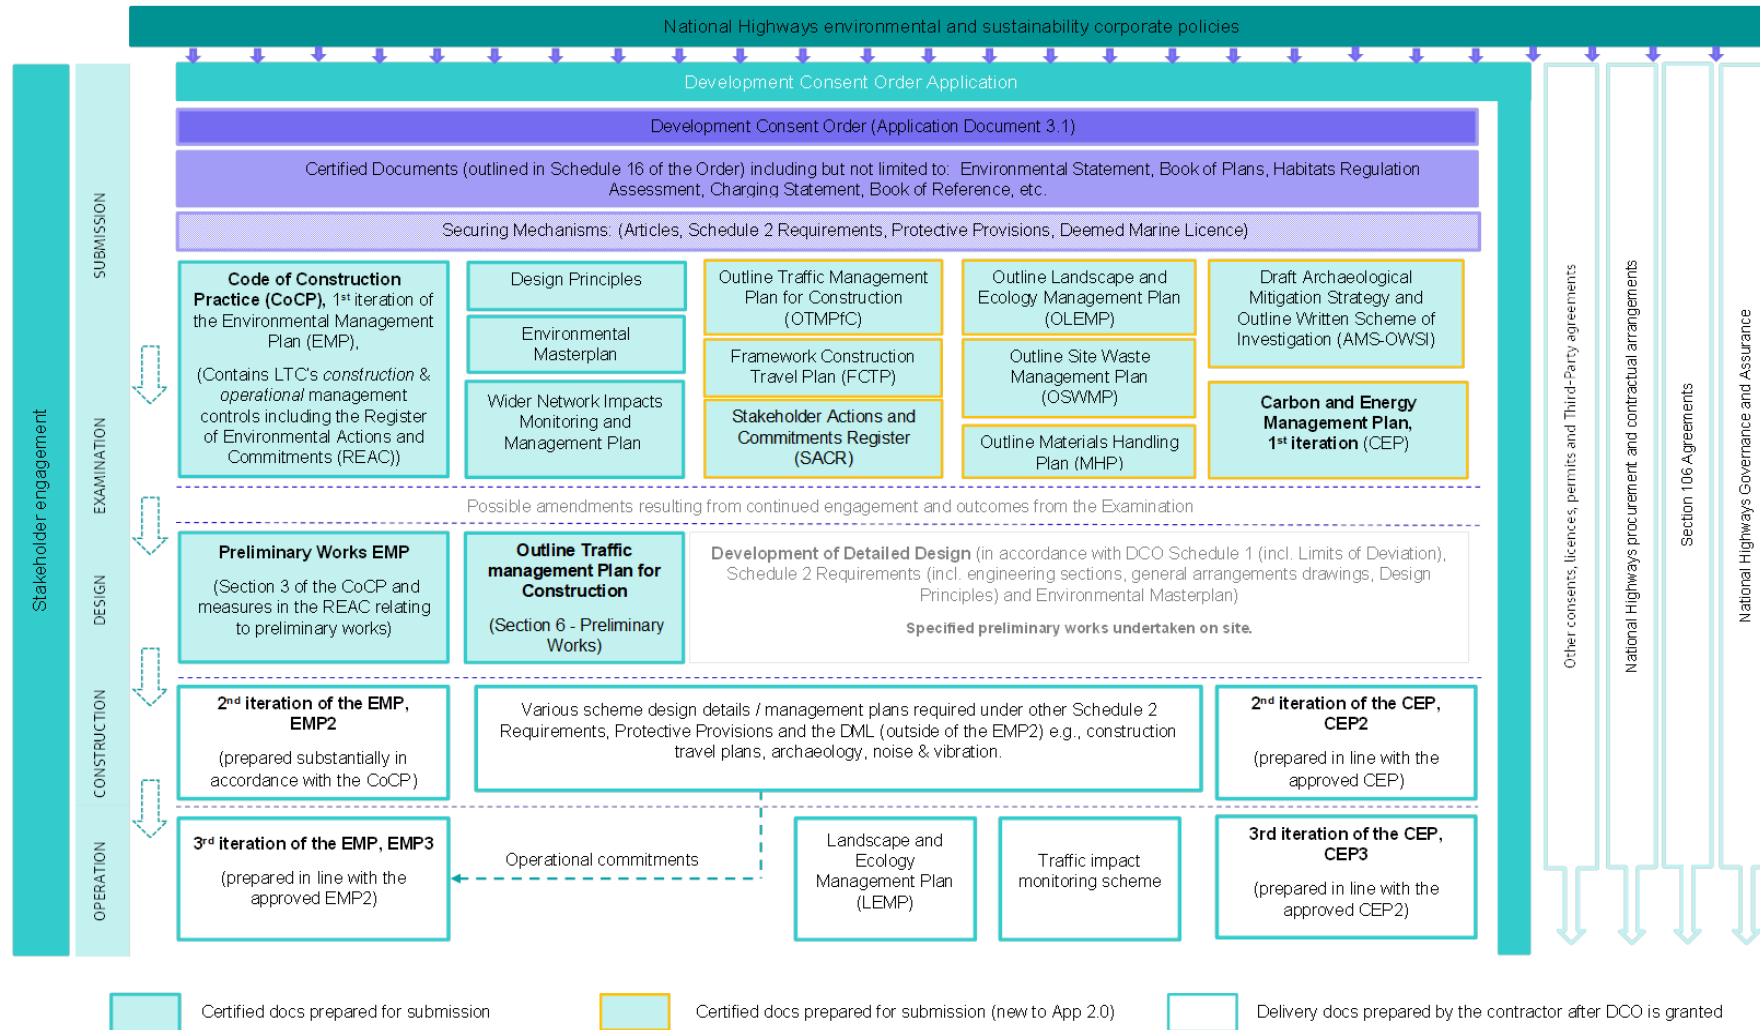 National Highways environmental and sustainability corporate policies
Development Consent Order Application
Development Consent Order (Application Document 3.1)
Certified Documents (outlined in Schedule 16 of the Order) including but not limited to: Environmental Statement, Book of Plans, Habitats Regulation
Assessment, Charging Statement, Book of Reference, etc.
Securing Mechanisms: (Articles, Schedule 2 Requirements, Protective Provisions, Deemed Marine Licence)
Stakeholder engagement
SUBMISSION
EXAMINATION
DESIGN
CONSTRUCTION
OPERATION
Code of Construction
Practice (CoCP), 1st iteration of
the Environmental Management
Plan (EMP),
(Contains LTC's construction &
operational management
controls including the Register
of Environmental Actions and
Commitments (REAC))
Design Principles
Environmental
Masterplan
Wider Network Impacts
Monitoring and
Management Plan
Outline Traffic Management
Plan for Construction
(OTMPfC)
Framework Construction
Travel Plan (FCTP)
Stakeholder Actions and
Commitments Register
(SACR)
Outline Landscape and
Ecology Management Plan
(OLEMP)
Outline Site Waste
Management Plan
(OSWMP)
Outline Materials Handling
Plan (MHP)
Draft Archaeological
Mitigation Strategy and
Outline Written Scheme of
Investigation (AMS-OWSI)
Carbon and Energy
Management Plan,
1st iteration (CEP)
Possible amendments resulting from continued engagement and outcomes from the Examination
Preliminary Works EMP
(Section 3 of the CoCP and
measures in the REAC relating
to preliminary works)
Outline Traffic
management Plan for
Construction
(Section 6 - Preliminary
Works)
Development of Detailed Design (in accordance with DCO Schedule 1 (incl. Limits of Deviation),
Schedule 2 Requirements (incl. engineering sections, general arrangements drawings, Design
Principles) and Environmental Masterplan)
Specified preliminary works undertaken on site.
2nd iteration of the EMP,
EMP2
(prepared substantially in
accordance with the CoCP)
Various scheme design details / management plans required under other Schedule 2
Requirements, Protective Provisions and the DML (outside of the EMP2) e.g., construction
travel plans, archaeology, noise & vibration.
2nd iteration of the CEP,
CEP2
(prepared in line with the
approved CEP)
3rd iteration of the EMP, EMP3
(prepared in line with the
approved EMP2)
Operational commitments
Landscape and
Ecology
Management Plan
(LEMP)
Traffic impact
monitoring scheme
3rd iteration of the CEP,
CEP3
(prepared in line with the
approved CEP2)
Other consents, licences, permits and Third-Party agreements
National Highways procurement and contractual arrangements
Section 106 Agreements
National Highways Governance and Assurance
Certified docs prepared for submission
Certified docs prepared for submission (new to App 2.0)
Delivery docs prepared by the contractor after DCO is granted